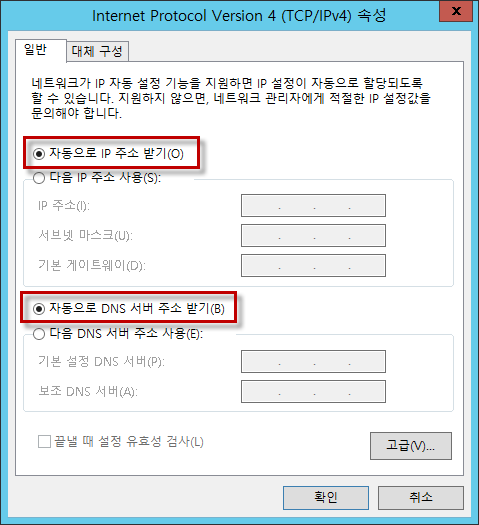 Internet Protocol Version 4 (TCP/IPv4) 속성
x
일반
대체 구성
네트워크가 IP 자동 설정 기능을 지원하면 IP 설정이 자동으로 할당되도록
할 수 있습니다. 지원하지 않으면, 네트워크 관리자에게 적절한 IP 설정값을
문의해야 합니다.
자동으로 IP 주소 받기(O)
다음 IP 주소 사용(S):
IP 주소(I):
. . .
서브넷 마스크(U):
. . .
기본 게이트웨이(D):
. . .
자동으로 DNS 서버 주소 받기(B)
다음 DNS 서버 주소 사용(E):
기본 설정 DNS 서버(P):
. . .
보조 DNS 서버(A):
. . .
끝낼 때 설정 유효성 검사(L)
고급(V)...
확인
취소